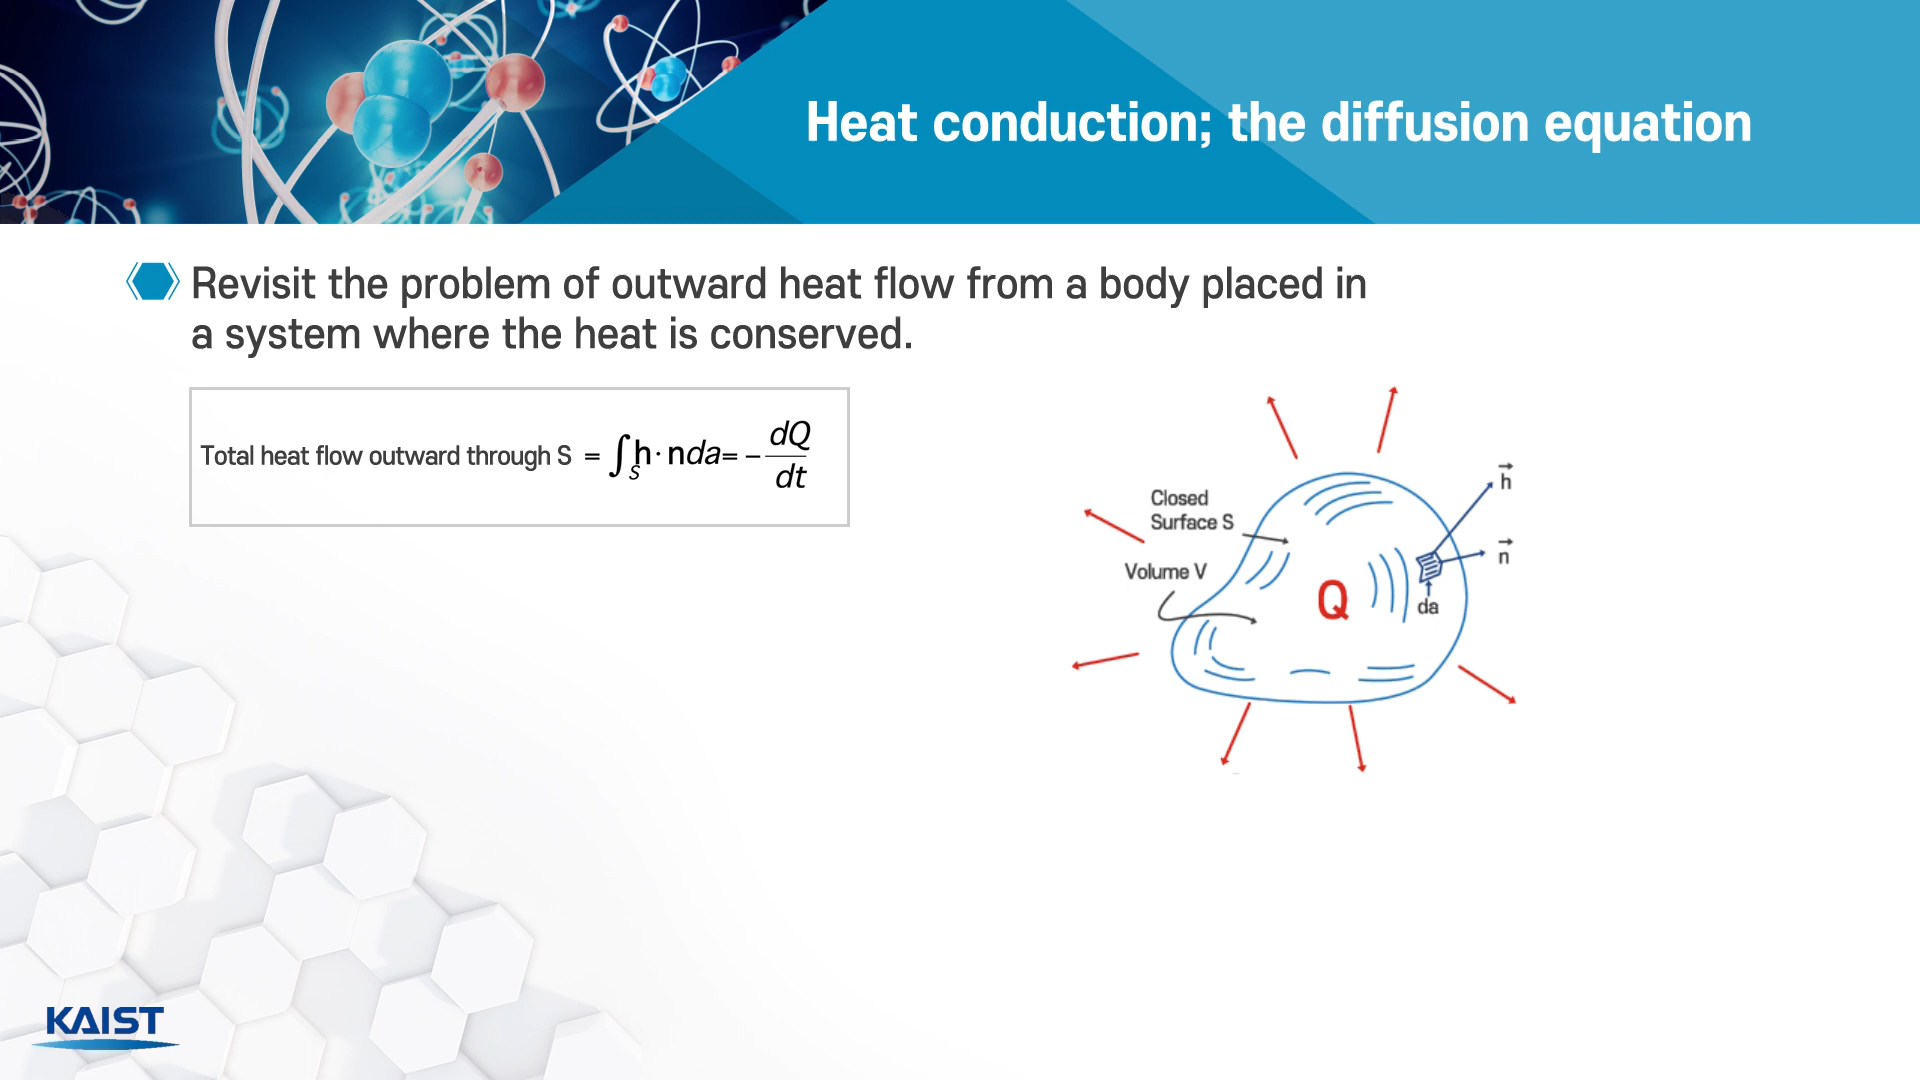 Heat conduction; the diffusion equation
Revisit the problem of outward heat flow from a body placed in
a system where the heat is conserved.
Total heat flow outward through S = ∫_S h · n da = − dQ/dt
Closed
Surface S
Volume V
Q
h⃗
n⃗
da
KAIST